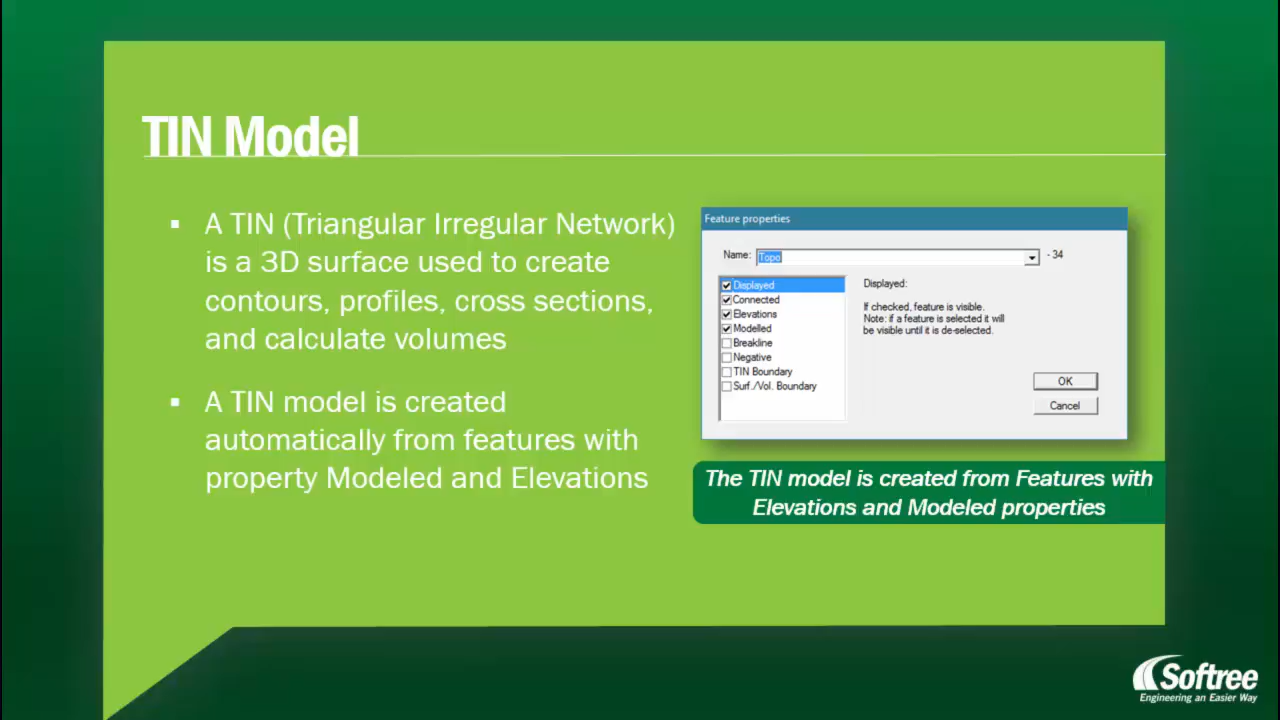 TIN Model
▪ A TIN (Triangular Irregular Network)
is a 3D surface used to create
contours, profiles, cross sections,
and calculate volumes
▪ A TIN model is created
automatically from features with
property Modeled and Elevations
Feature properties
Name: Topo - 34
Displayed
Connected
Elevations
Modelled
Breakline
Negative
TIN Boundary
Surf./Vol. Boundary
Displayed:
If checked, feature is visible.
Note: if a feature is selected it will
be visible until it is de-selected.
OK
Cancel
The TIN model is created from Features with
Elevations and Modeled properties
Softree
Engineering an Easier Way